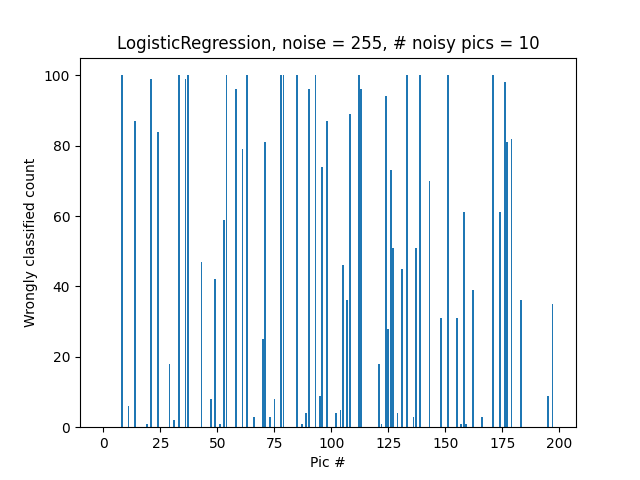 LogisticRegression, noise = 255, # noisy pics = 10
100
80
60
40
20
0
Wrongly classified count
0 25 50 75 100 125 150 175 200
Pic #